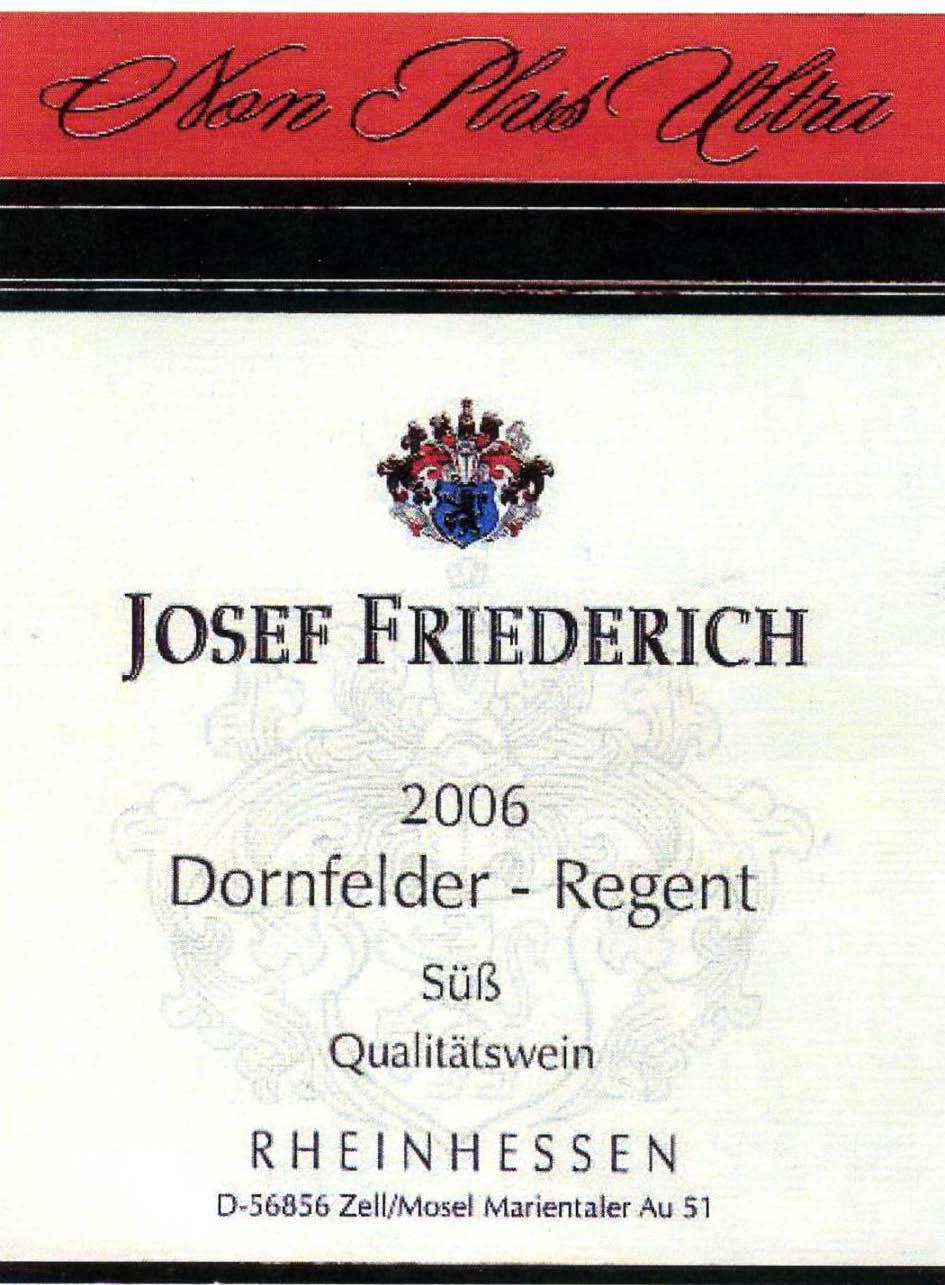 Non Plus Ultra
JOSEF FRIEDERICH
2006
Dornfelder - Regent
Süß
Qualitätswein
RHEINHESSEN
D-56856 Zell/Mosel Marientaler Au 51